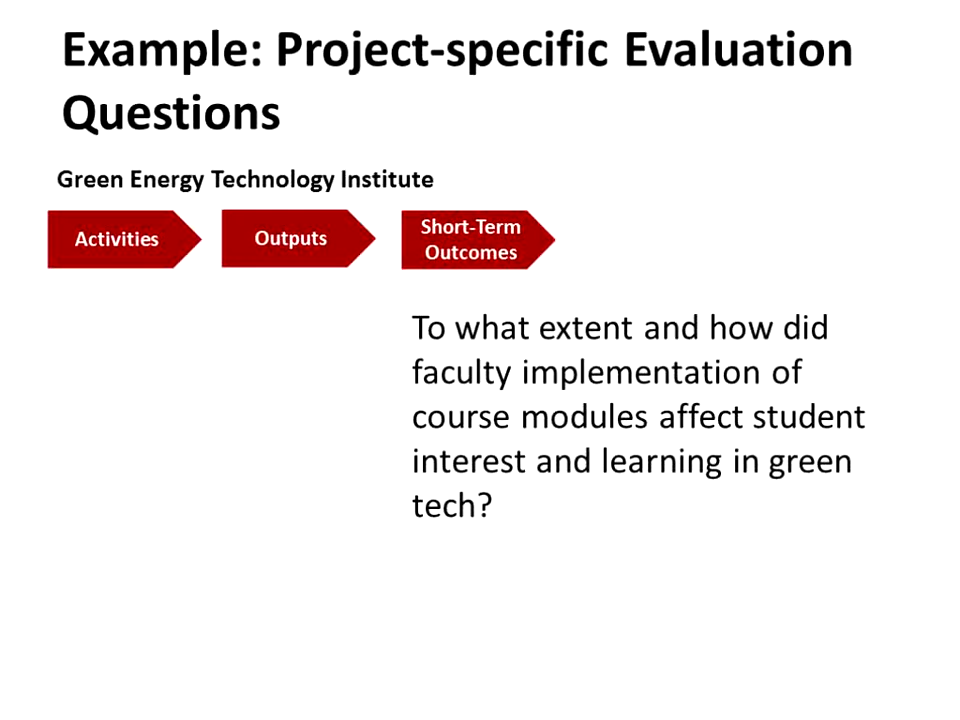 Example: Project-specific Evaluation
Questions
Green Energy Technology Institute
Activities
Outputs
Short-Term
Outcomes
To what extent and how did
faculty implementation of
course modules affect student
interest and learning in green
tech?